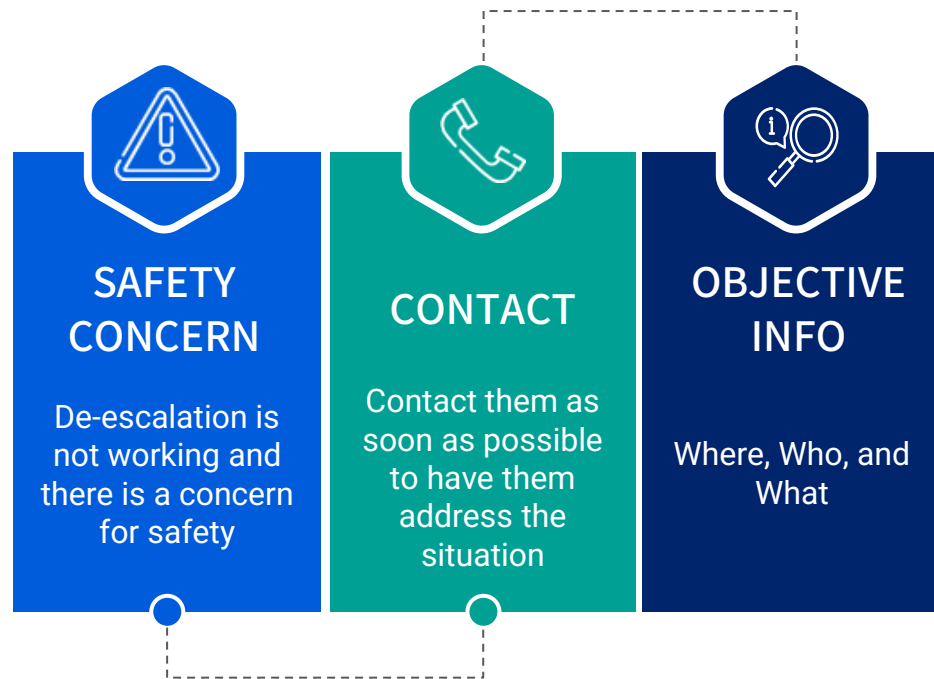 SAFETY
CONCERN
De-escalation is
not working and
there is a concern
for safety
CONTACT
Contact them as
soon as possible
to have them
address the
situation
OBJECTIVE
INFO
Where, Who, and
What